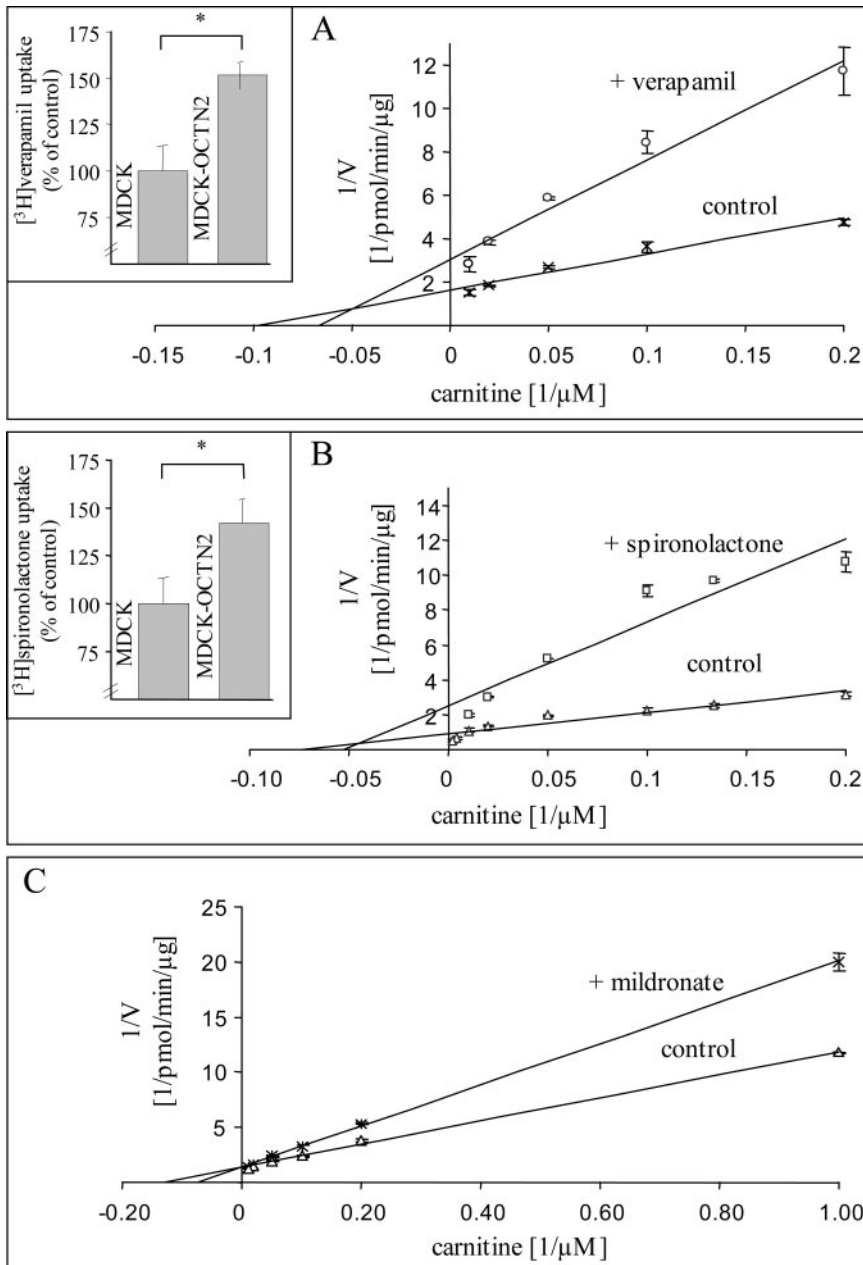 A
[³H]verapamil uptake
(% of control)
175
150
125
100
75
MDCK
MDCK-OCTN2
*
1/V
[1/pmol/min/μg]
12
10
8
6
4
2
+ verapamil
control
-0.15
-0.10
-0.05
0
0.05
0.1
0.15
0.2
carnitine [1/μM]
B
[³H]spironolactone uptake
(% of control)
175
150
125
100
75
MDCK
MDCK-OCTN2
*
1/V
[1/pmol/min/μg]
14
12
10
8
6
4
2
+ spironolactone
control
-0.10
-0.05
0
0.05
0.1
0.15
0.2
carnitine [1/μM]
C
1/V
[1/pmol/min/μg]
25
20
15
10
5
+ mildronate
control
-0.20
0
0.20
0.40
0.60
0.80
1.00
carnitine [1/μM]